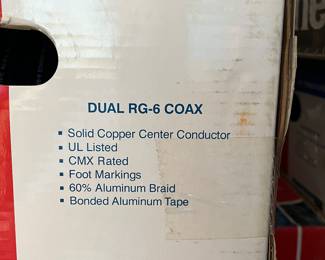 DUAL RG-6 COAX
▪ Solid Copper Center Conductor
▪ UL Listed
▪ CMX Rated
▪ Foot Markings
▪ 60% Aluminum Braid
▪ Bonded Aluminum Tape